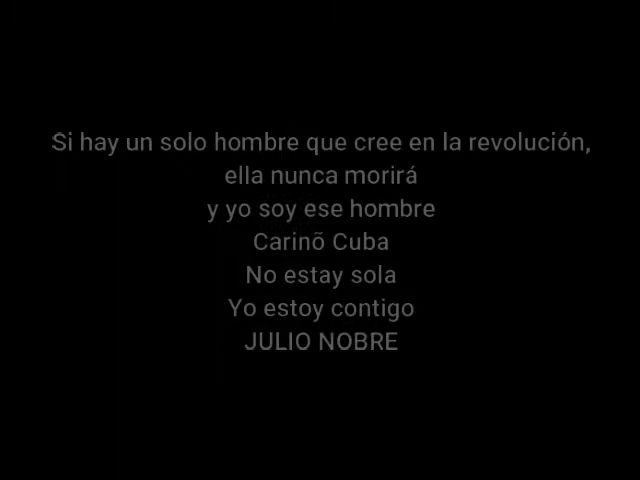 Si hay un solo hombre que cree en la revolución,
ella nunca morirá
y yo soy ese hombre
Carinõ Cuba
No estay sola
Yo estoy contigo
JULIO NOBRE